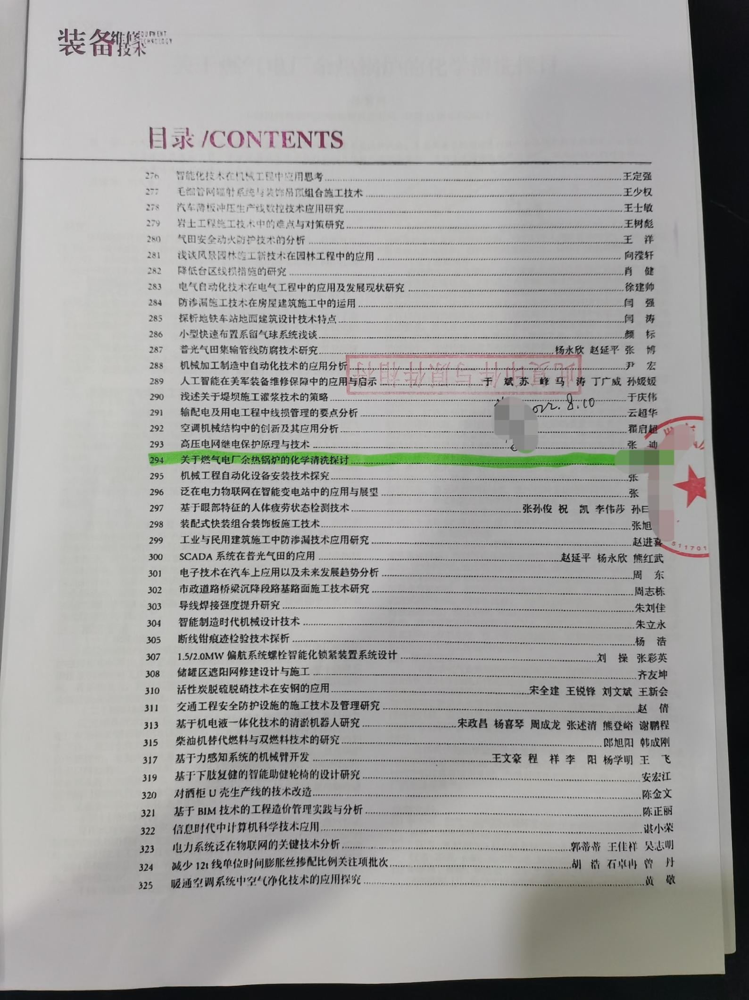 装备维修技术
EQUIPMENT
TECHNOLOGY
目录 /CONTENTS
276 智能化技术在机械工程中应用思考 王定强
277 毛细管网辐射系统与装饰吊顶组合施工技术 王少权
278 汽车薄板冲压生产线数控技术应用研究 王士敏
279 岩土工程施工技术中的难点与对策研究 王树彪
280 气田安全动火防护技术的分析 王 洋
281 浅谈风景园林施工新技术在园林工程中的应用 向滢轩
282 降低台区线损措施的研究 肖 健
283 电气自动化技术在电气工程中的应用及发展现状研究 徐建帅
284 防渗漏施工技术在房屋建筑施工中的运用 闫 强
285 探析地铁车站地面建筑设计技术特点 闫 涛
286 小型快速布置系留气球系统浅谈 颜 标
287 普光气田集输管线防腐技术研究 杨永欣 赵延平 张 博
此复印件与原件相符
288 机械加工制造中自动化技术的应用分析 尹 宏
289 人工智能在美军装备维修保障中的应用与启示 于 斌 苏 峰 马 涛 丁广威 孙媛媛
290 浅述关于堤坝施工灌浆技术的策略 于庆伟
022.8.10
291 输配电及用电工程中线损管理的要点分析 云超华
292 空调机械结构中的创新及其应用分析 翟启超
293 高压电网继电保护原理与技术 张 迪
294 关于燃气电厂余热锅炉的化学清洗探讨
295 机械工程自动化设备安装技术探究 张
296 泛在电力物联网在智能变电站中的应用与展望 张
297 基于眼部特征的人体疲劳状态检测技术 张孙俊 祝 凯 李伟莎 孙
298 装配式快装组合装饰板施工技术 张旭
299 工业与民用建筑施工中防渗漏技术应用研究 赵进喜
511701
300 SCADA 系统在普光气田的应用 赵延平 杨永欣 熊红武
301 电子技术在汽车上应用以及未来发展趋势分析 周 东
302 市政道路桥梁沉降段路基路面施工技术研究 周志栋
303 导线焊接强度提升研究 朱刘佳
304 智能制造时代机械设计技术 朱立永
305 断线钳痕迹检验技术探析 杨 浩
307 1.5/2.0MW 偏航系统螺栓智能化锁紧装置系统设计 刘 操 张彩英
308 储罐区遮阳网修建设计与施工 齐友坤
310 活性炭脱硫脱硝技术在安钢的应用 宋全建 王锐锋 刘文斌 王新会
311 交通工程安全防护设施的施工技术及管理研究 赵 倩
313 基于机电液一体化技术的清淤机器人研究 宋政昌 杨喜琴 周成龙 张述清 熊登峪 谢鹏程
315 柴油机替代燃料与双燃料技术的研究 郎旭阳 韩成刚
317 基于力感知系统的机械臂开发 王文豪 程 祥 李 阳 杨学明 王 飞
319 基于下肢复健的智能助健轮椅的设计研究 安宏江
320 对酒柜 U 壳生产线的技术改造 陈金文
321 基于 BIM 技术的工程造价管理实践与分析 陈正丽
322 信息时代中计算机科学技术应用 谌小荣
323 电力系统泛在物联网的关键技术分析 郭蒂蒂 王佳祥 吴志明
324 减少 12t 线单位时间膨胀丝掺配比例关注项批次 胡 浩 石卓冉 曾 丹
325 暖通空调系统中空气净化技术的应用探究 黄 敬